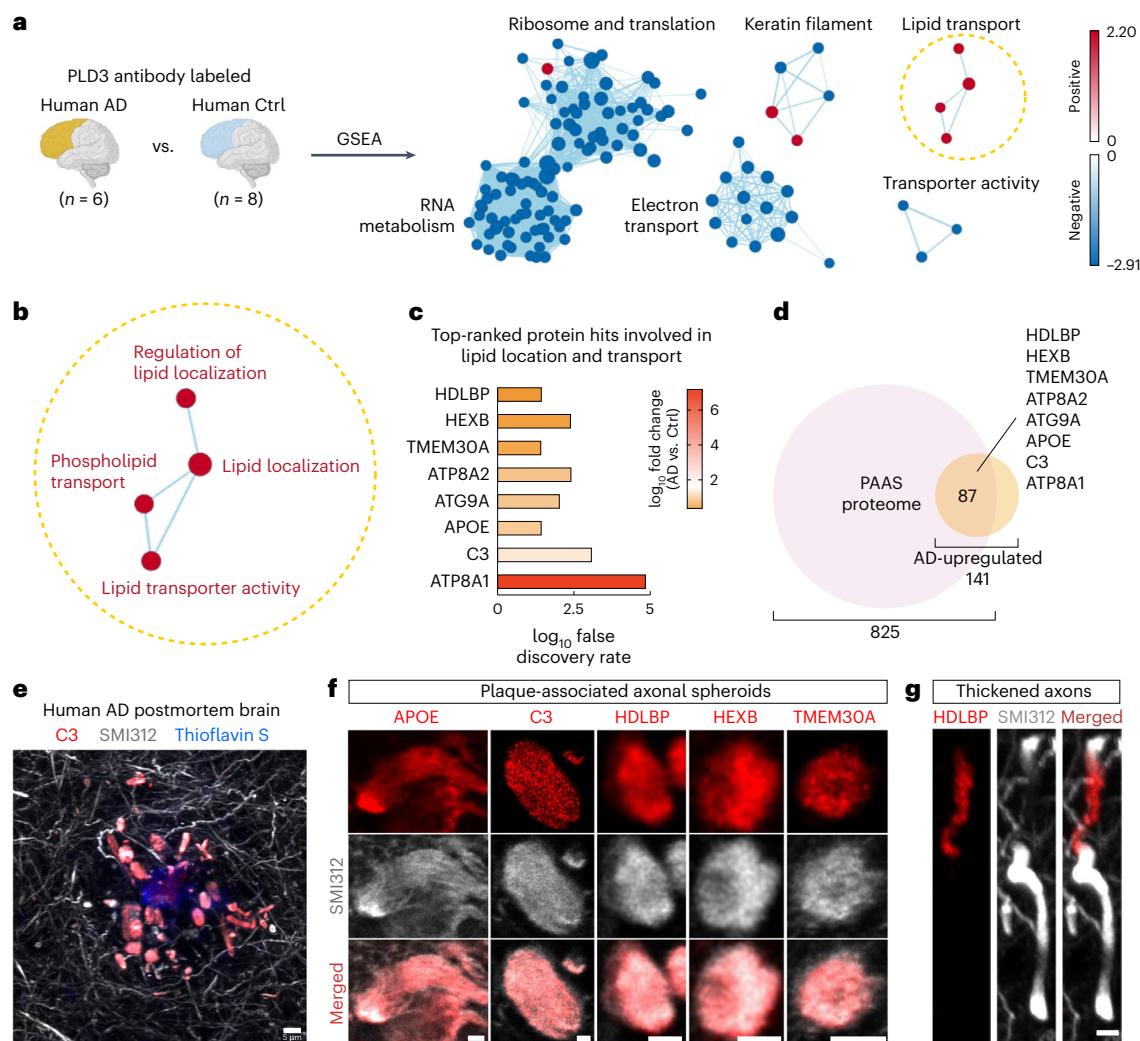 a
PLD3 antibody labeled
Human AD
vs.
Human Ctrl
(n = 6)
(n = 8)
GSEA
Ribosome and translation
Keratin filament
Lipid transport
RNA
metabolism
Electron
transport
Transporter activity
2.20
Positive
0
0
Negative
−2.91
b
Regulation of
lipid localization
Phospholipid
transport
Lipid localization
Lipid transporter activity
c
Top-ranked protein hits involved in
lipid location and transport
HDLBP
HEXB
TMEM30A
ATP8A2
ATG9A
APOE
C3
ATP8A1
0
2.5
5
log10 false
discovery rate
log10 fold change
(AD vs. Ctrl)
6
4
2
d
HDLBP
HEXB
TMEM30A
ATP8A2
ATG9A
APOE
C3
ATP8A1
PAAS
proteome
87
AD-upregulated
141
825
e
Human AD postmortem brain
C3 SMI312 Thioflavin S
5 µm
f
Plaque-associated axonal spheroids
APOE C3 HDLBP HEXB TMEM30A
SMI312
Merged
g
Thickened axons
HDLBP SMI312 Merged